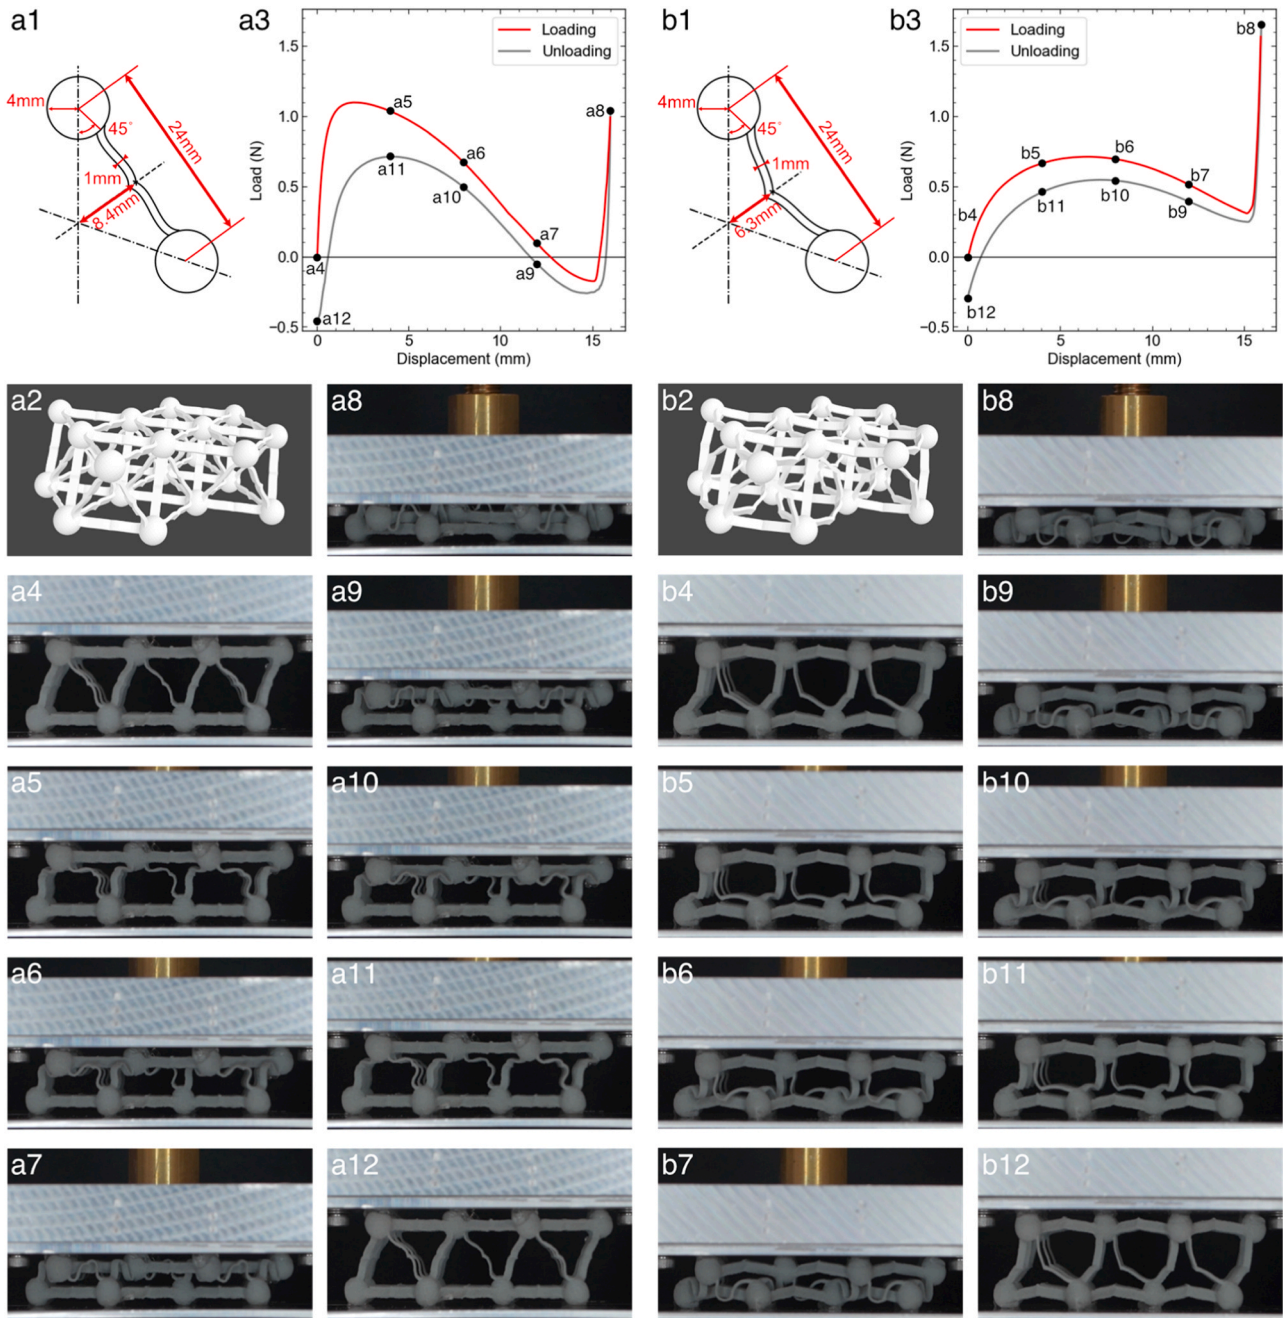 a1
4mm
45°
24mm
1mm
8.4mm
a3
Loading
Unloading
1.5
1.0
0.5
0.0
−0.5
Load (N)
a4
a5
a6
a7
a8
a9
a10
a11
a12
0
5
10
15
Displacement (mm)
b1
4mm
45°
24mm
1mm
6.3mm
b3
Loading
Unloading
1.5
1.0
0.5
0.0
−0.5
Load (N)
b4
b5
b6
b7
b8
b9
b10
b11
b12
0
5
10
15
Displacement (mm)
a2
a8
b2
b8
a4
a9
b4
b9
a5
a10
b5
b10
a6
a11
b6
b11
a7
a12
b7
b12